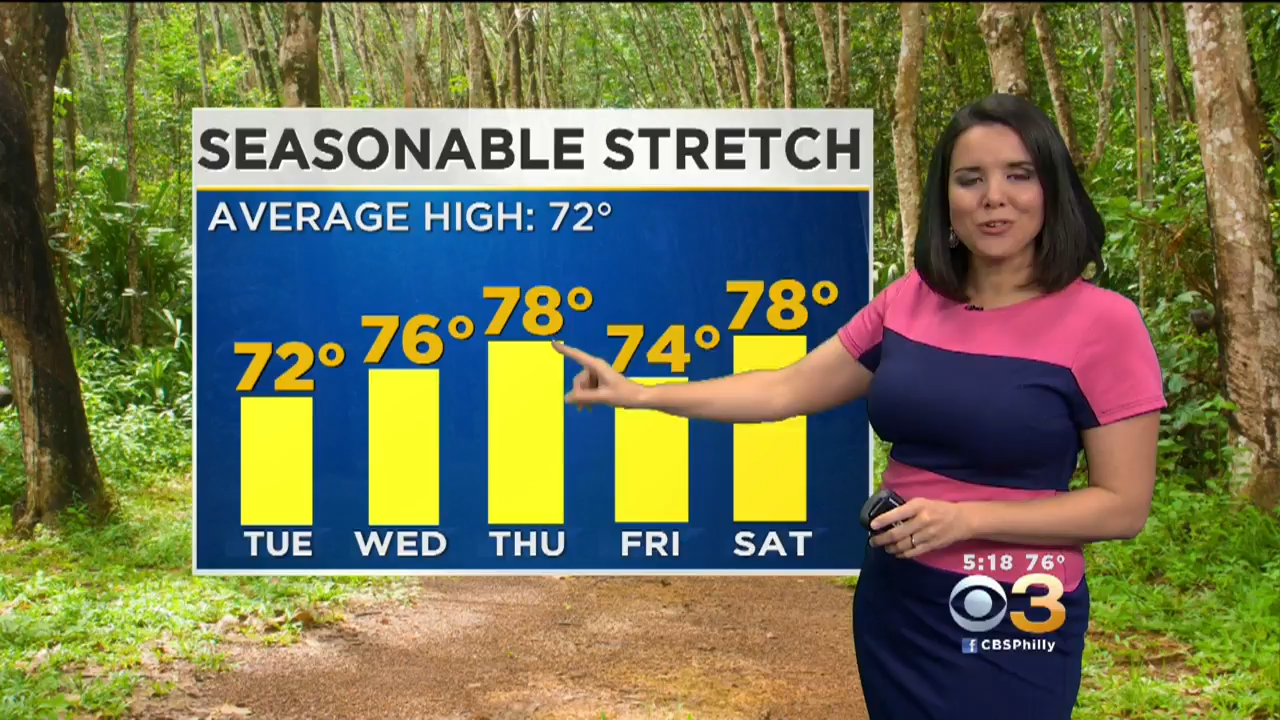 SEASONABLE STRETCH
AVERAGE HIGH: 72°
72° 76° 78° 74° 78°
TUE WED THU FRI SAT
5:18 76°
3
f CBSPhilly